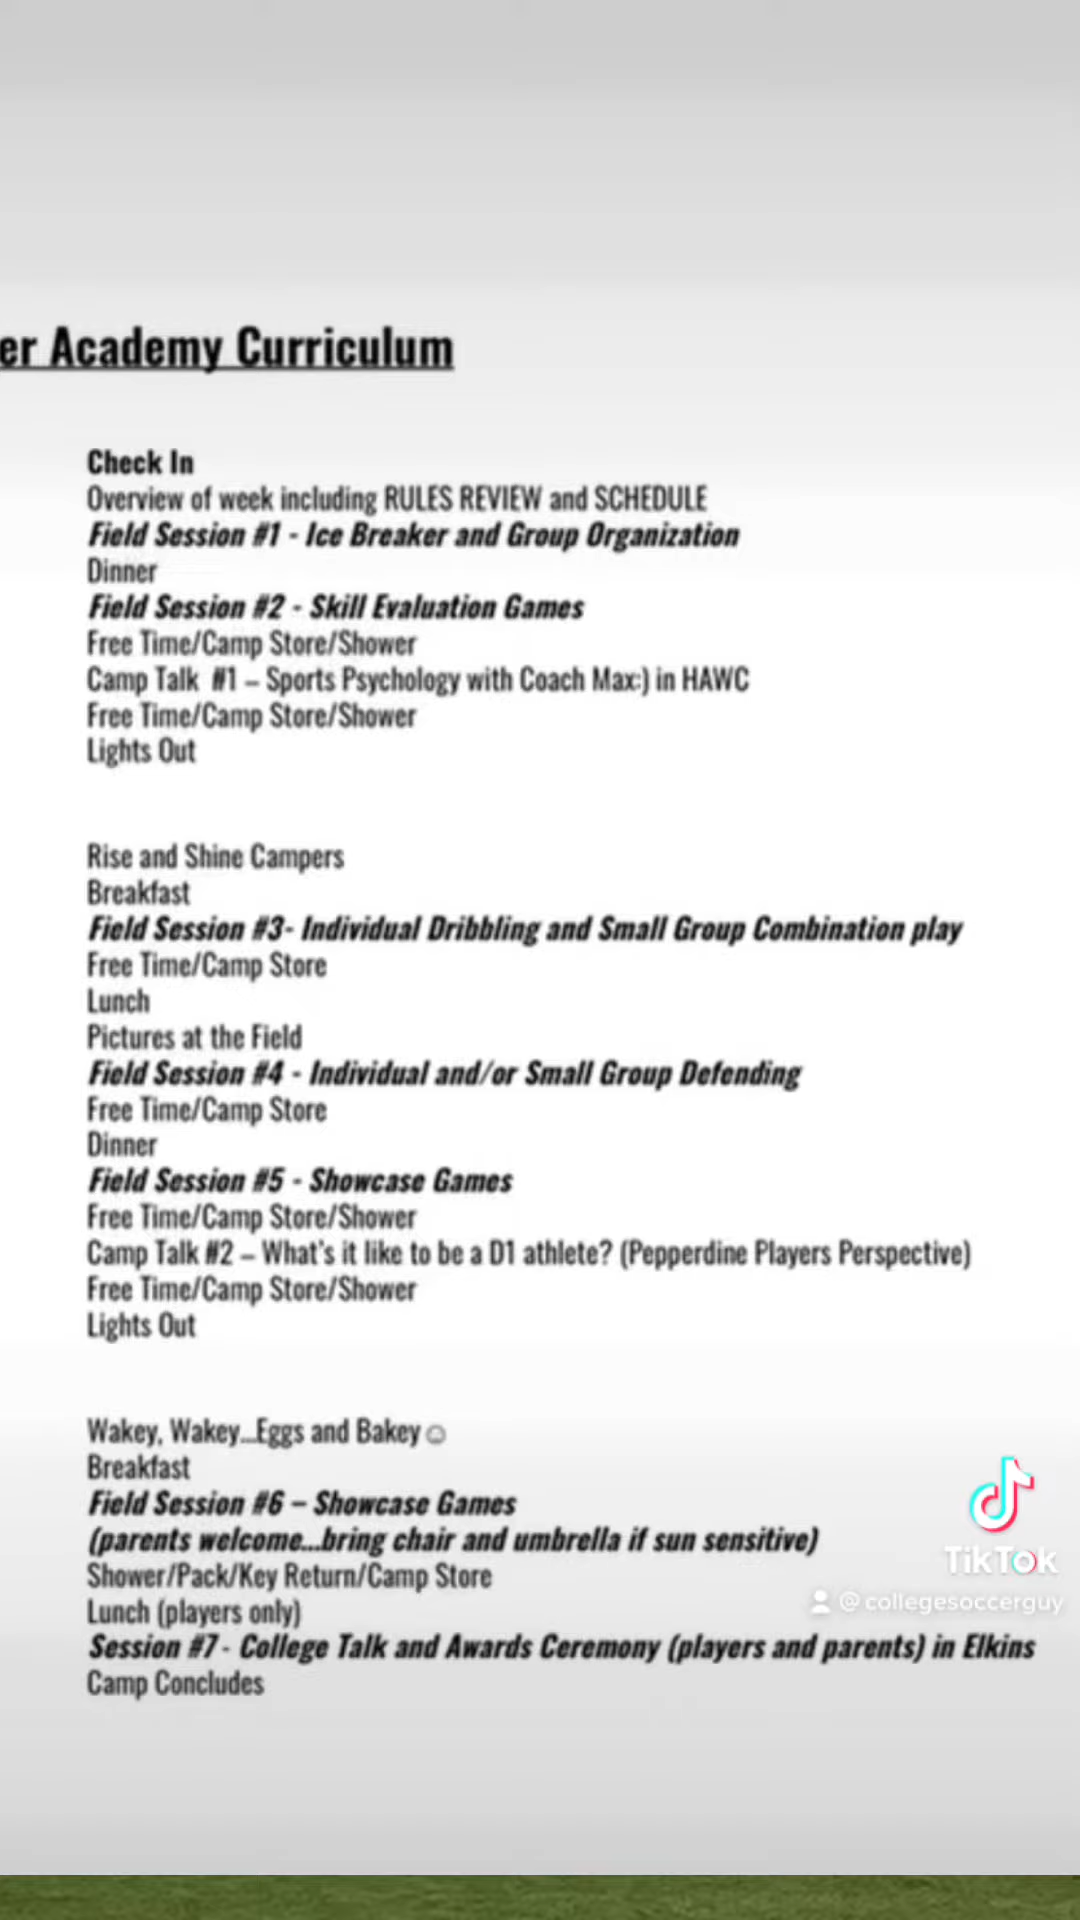 er Academy Curriculum
Check In
Overview of week including RULES REVIEW and SCHEDULE
Field Session #1 - Ice Breaker and Group Organization
Dinner
Field Session #2 - Skill Evaluation Games
Free Time/Camp Store/Shower
Camp Talk #1 – Sports Psychology with Coach Max:) in HAWC
Free Time/Camp Store/Shower
Lights Out
Rise and Shine Campers
Breakfast
Field Session #3- Individual Dribbling and Small Group Combination play
Free Time/Camp Store
Lunch
Pictures at the Field
Field Session #4 - Individual and/or Small Group Defending
Free Time/Camp Store
Dinner
Field Session #5 - Showcase Games
Free Time/Camp Store/Shower
Camp Talk #2 – What's it like to be a D1 athlete? (Pepperdine Players Perspective)
Free Time/Camp Store/Shower
Lights Out
Wakey, Wakey...Eggs and Bakey☺
Breakfast
Field Session #6 – Showcase Games
(parents welcome...bring chair and umbrella if sun sensitive)
Shower/Pack/Key Return/Camp Store
Lunch (players only)
Session #7 - College Talk and Awards Ceremony (players and parents) in Elkins
Camp Concludes
TikTok
@collegesoccerguy